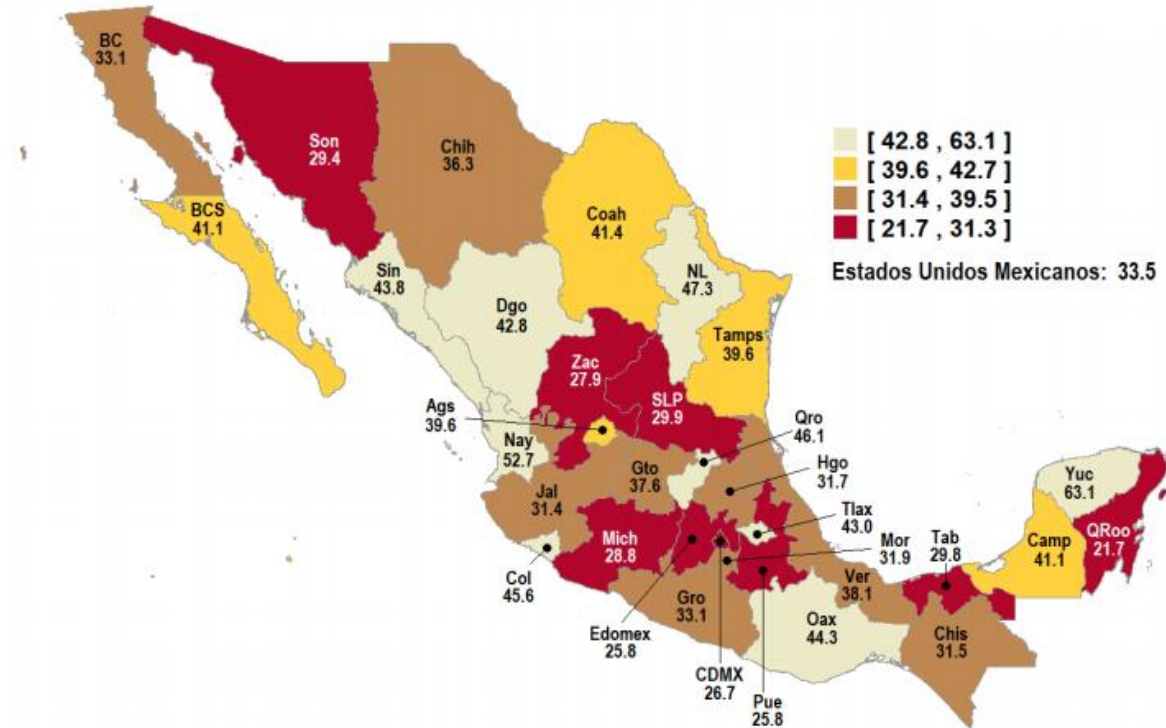 BC
33.1
Son
29.4
Chih
36.3
[ 42.8 , 63.1 ]
[ 39.6 , 42.7 ]
[ 31.4 , 39.5 ]
[ 21.7 , 31.3 ]
Estados Unidos Mexicanos: 33.5
BCS
41.1
Coah
41.4
Sin
43.8
NL
47.3
Dgo
42.8
Tamps
39.6
Zac
27.9
SLP
29.9
Ags
39.6
Qro
46.1
Nay
52.7
Gto
37.6
Hgo
31.7
Yuc
63.1
Jal
31.4
Tlax
43.0
Mich
28.8
Mor
31.9
Tab
29.8
Camp
41.1
QRoo
21.7
Col
45.6
Ver
38.1
Gro
33.1
Edomex
25.8
Oax
44.3
Chis
31.5
CDMX
26.7
Pue
25.8